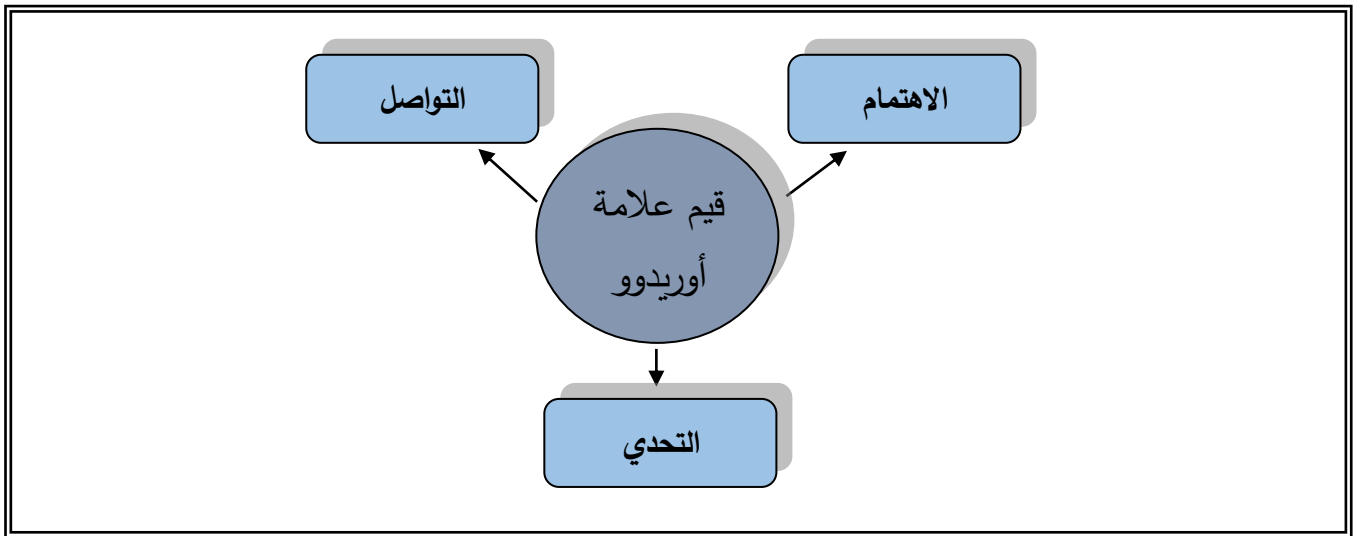 الاهتمام
التواصل
قيم علامة
أوريدوو
التحدي